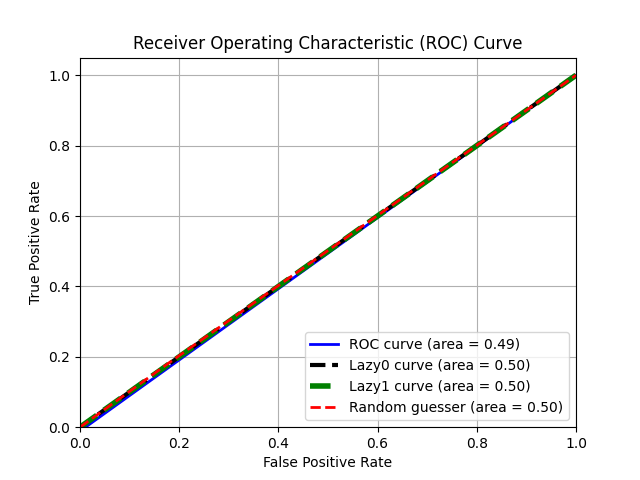 Receiver Operating Characteristic (ROC) Curve
True Positive Rate
1.0
0.8
0.6
0.4
0.2
0.0
ROC curve (area = 0.49)
Lazy0 curve (area = 0.50)
Lazy1 curve (area = 0.50)
Random guesser (area = 0.50)
0.0 0.2 0.4 0.6 0.8 1.0
False Positive Rate